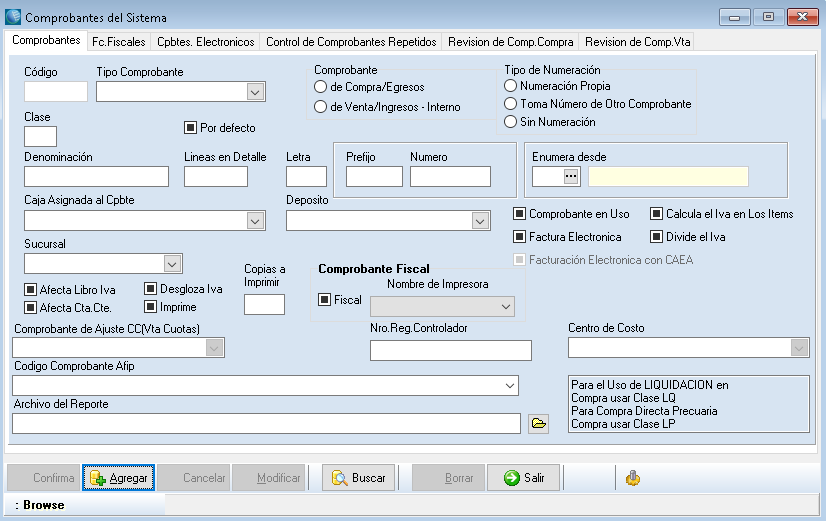 Comprobantes del Sistema
Comprobantes Fc.Fiscales Cpbtes. Electronicos Control de Comprobantes Repetidos Revision de Comp.Compra Revision de Comp.Vta
Código Tipo Comprobante
Comprobante
de Compra/Egresos
de Venta/Ingresos - Interno
Tipo de Numeración
Numeración Propia
Toma Número de Otro Comprobante
Sin Numeración
Clase
Por defecto
Denominación Lineas en Detalle Letra Prefijo Numero Enumera desde
...
Caja Asignada al Cpbte Deposito
Comprobante en Uso Calcula el Iva en Los Items
Factura Electronica Divide el Iva
Facturación Electronica con CAEA
Sucursal
Afecta Libro Iva Desgloza Iva
Afecta Cta.Cte. Imprime
Copias a
Imprimir
Comprobante Fiscal
Nombre de Impresora
Fiscal
Comprobante de Ajuste CC(Vta Cuotas) Nro.Reg.Controlador Centro de Costo
Codigo Comprobante Afip
Archivo del Reporte
Para el Uso de LIQUIDACION en
Compra usar Clase LQ
Para Compra Directa Precuaria
Compra usar Clase LP
Confirma Agregar Cancelar Modificar Buscar Borrar Salir
: Browse